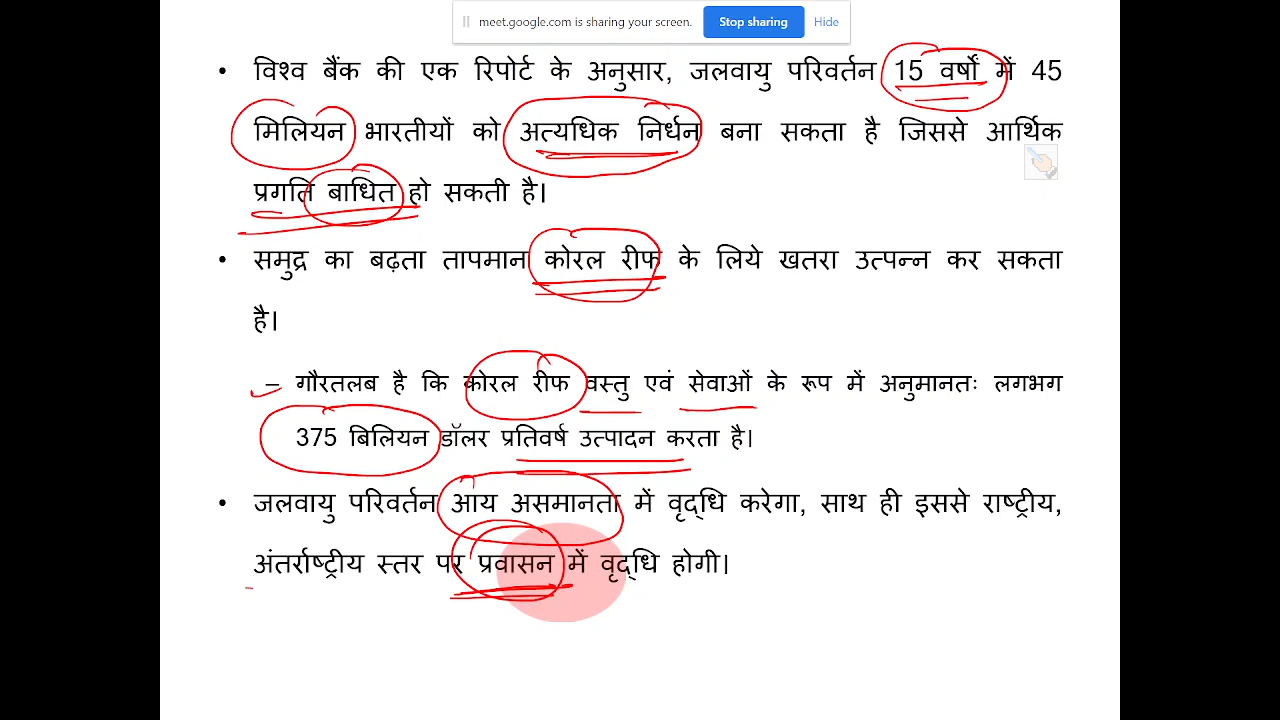 meet.google.com is sharing your screen. Stop sharing Hide
• विश्व बैंक की एक रिपोर्ट के अनुसार, जलवायु परिवर्तन 15 वर्षों में 45
मिलियन भारतीयों को अत्यधिक निर्धन बना सकता है जिससे आर्थिक
प्रगति बाधित हो सकती है।
• समुद्र का बढ़ता तापमान कोरल रीफ के लिये खतरा उत्पन्न कर सकता
है।
– गौरतलब है कि कोरल रीफ वस्तु एवं सेवाओं के रूप में अनुमानतः लगभग
375 बिलियन डॉलर प्रतिवर्ष उत्पादन करता है।
• जलवायु परिवर्तन आय असमानता में वृद्धि करेगा, साथ ही इससे राष्ट्रीय,
अंतर्राष्ट्रीय स्तर पर प्रवासन में वृद्धि होगी।